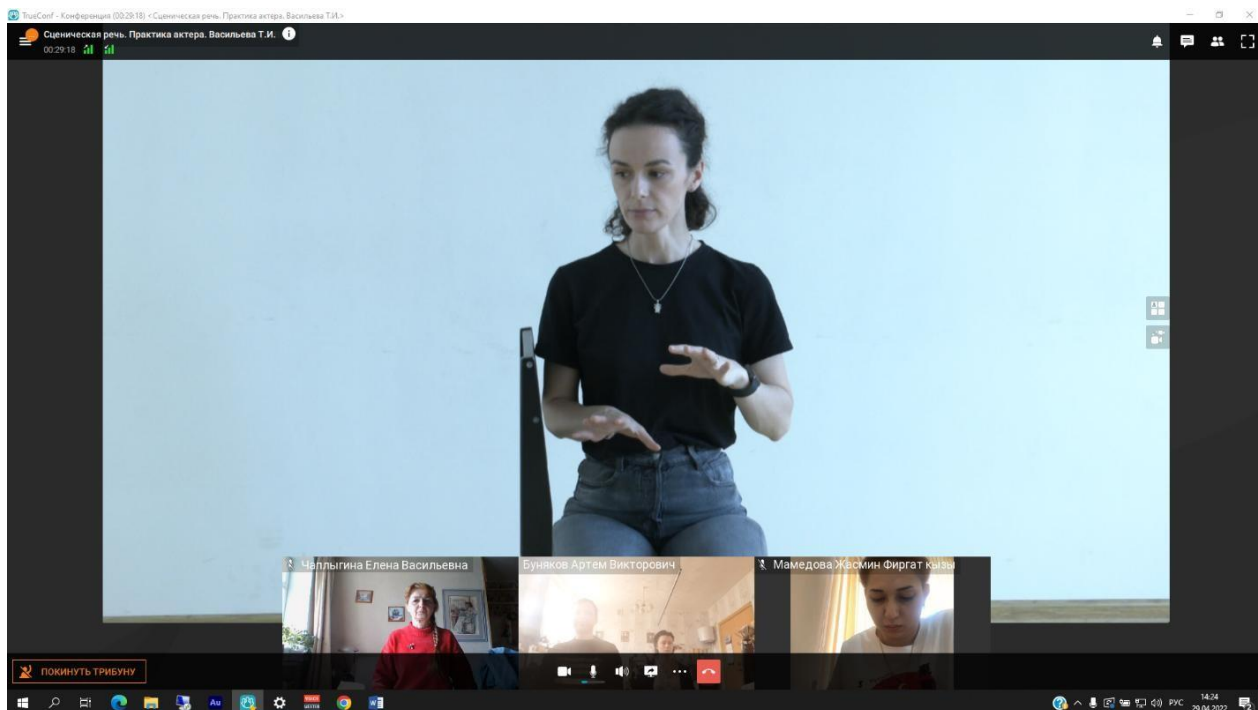 TrueConf - Конференция (00:29:18) <Сценическая речь. Практика актера. Васильева Т.И.>
Сценическая речь. Практика актера. Васильева Т.И.
00:29:18
Чаплыгина Елена Васильевна
Буняков Артем Викторович
Мамедова Жасмин Фиргат кызы
ПОКИНУТЬ ТРИБУНУ
Au
РУС
14:24
29.04.2022